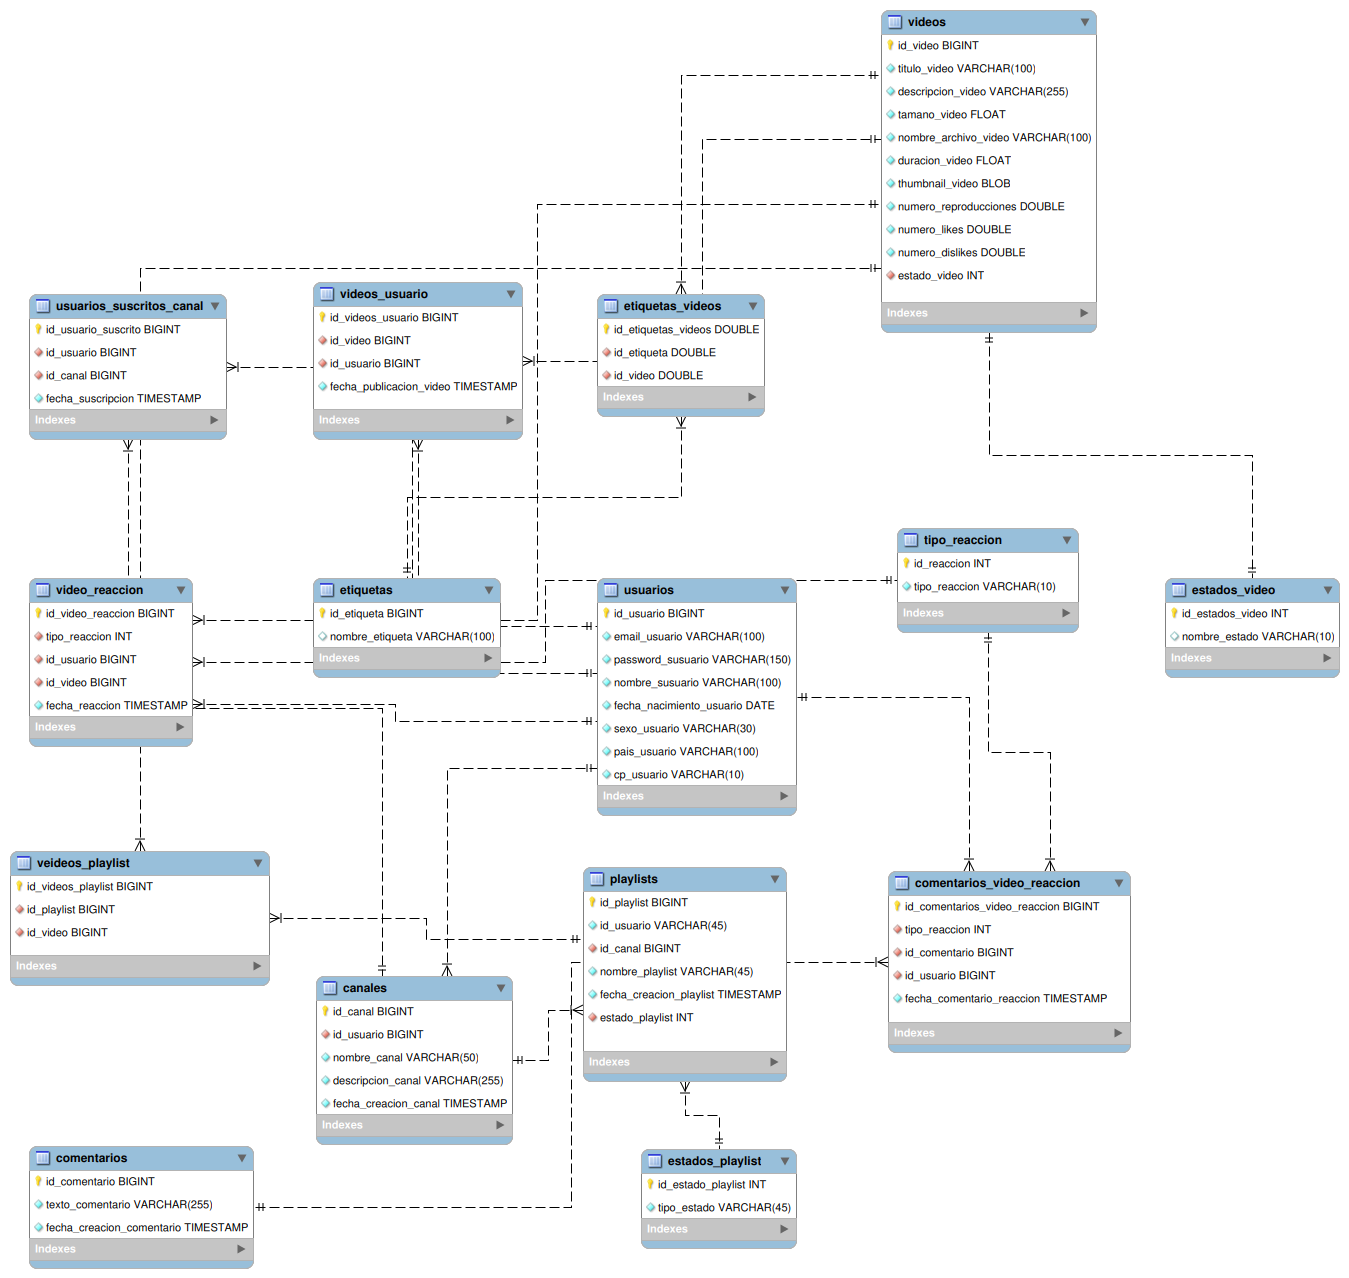 videos
id_video BIGINT
titulo_video VARCHAR(100)
descripcion_video VARCHAR(255)
tamano_video FLOAT
nombre_archivo_video VARCHAR(100)
duracion_video FLOAT
thumbnail_video BLOB
numero_reproducciones DOUBLE
numero_likes DOUBLE
numero_dislikes DOUBLE
estado_video INT
Indexes
usuarios_suscritos_canal
id_usuario_suscrito BIGINT
id_usuario BIGINT
id_canal BIGINT
fecha_suscripcion TIMESTAMP
Indexes
videos_usuario
id_videos_usuario BIGINT
id_video BIGINT
id_usuario BIGINT
fecha_publicacion_video TIMESTAMP
Indexes
etiquetas_videos
id_etiquetas_videos DOUBLE
id_etiqueta DOUBLE
id_video DOUBLE
Indexes
video_reaccion
id_video_reaccion BIGINT
tipo_reaccion INT
id_usuario BIGINT
id_video BIGINT
fecha_reaccion TIMESTAMP
Indexes
etiquetas
id_etiqueta BIGINT
nombre_etiqueta VARCHAR(100)
Indexes
usuarios
id_usuario BIGINT
email_usuario VARCHAR(100)
password_susuario VARCHAR(150)
nombre_susuario VARCHAR(100)
fecha_nacimiento_usuario DATE
sexo_usuario VARCHAR(30)
pais_usuario VARCHAR(100)
cp_usuario VARCHAR(10)
Indexes
tipo_reaccion
id_reaccion INT
tipo_reaccion VARCHAR(10)
Indexes
estados_video
id_estados_video INT
nombre_estado VARCHAR(10)
Indexes
veideos_playlist
id_videos_playlist BIGINT
id_playlist BIGINT
id_video BIGINT
Indexes
canales
id_canal BIGINT
id_usuario BIGINT
nombre_canal VARCHAR(50)
descripcion_canal VARCHAR(255)
fecha_creacion_canal TIMESTAMP
Indexes
playlists
id_playlist BIGINT
id_usuario VARCHAR(45)
id_canal BIGINT
nombre_playlist VARCHAR(45)
fecha_creacion_playlist TIMESTAMP
estado_playlist INT
Indexes
comentarios_video_reaccion
id_comentarios_video_reaccion BIGINT
tipo_reaccion INT
id_comentario BIGINT
id_usuario BIGINT
fecha_comentario_reaccion TIMESTAMP
Indexes
comentarios
id_comentario BIGINT
texto_comentario VARCHAR(255)
fecha_creacion_comentario TIMESTAMP
Indexes
estados_playlist
id_estado_playlist INT
tipo_estado VARCHAR(45)
Indexes